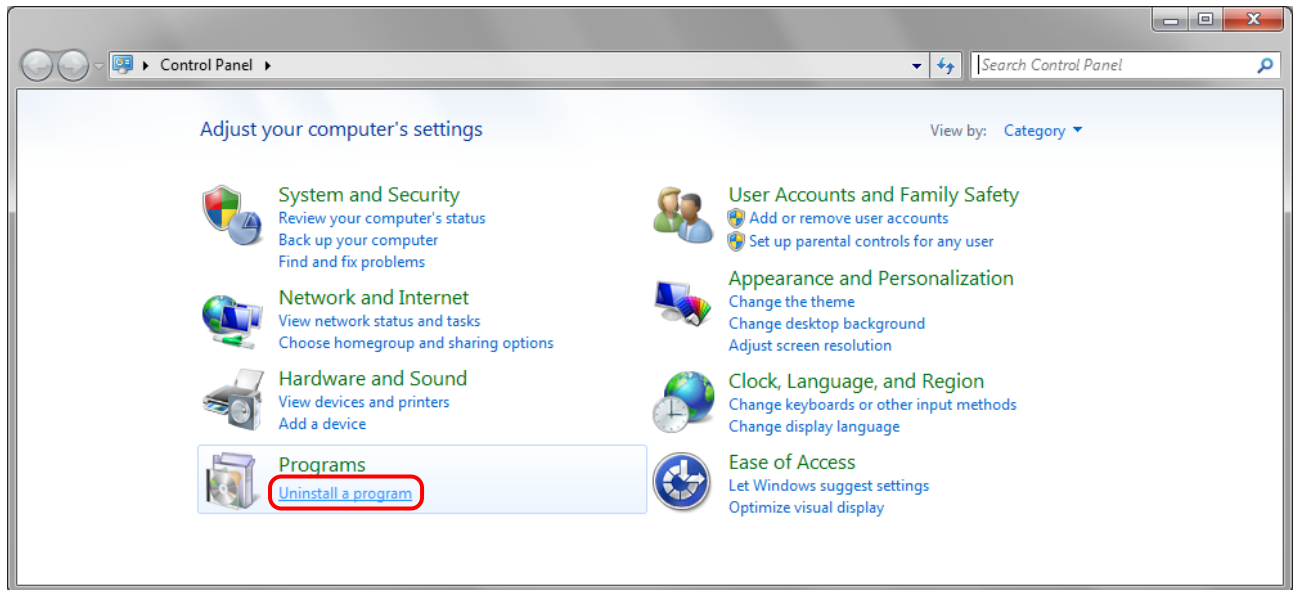 Control Panel
Search Control Panel
Adjust your computer's settings
View by: Category
System and Security
Review your computer's status
Back up your computer
Find and fix problems
Network and Internet
View network status and tasks
Choose homegroup and sharing options
Hardware and Sound
View devices and printers
Add a device
Programs
Uninstall a program
User Accounts and Family Safety
Add or remove user accounts
Set up parental controls for any user
Appearance and Personalization
Change the theme
Change desktop background
Adjust screen resolution
Clock, Language, and Region
Change keyboards or other input methods
Change display language
Ease of Access
Let Windows suggest settings
Optimize visual display